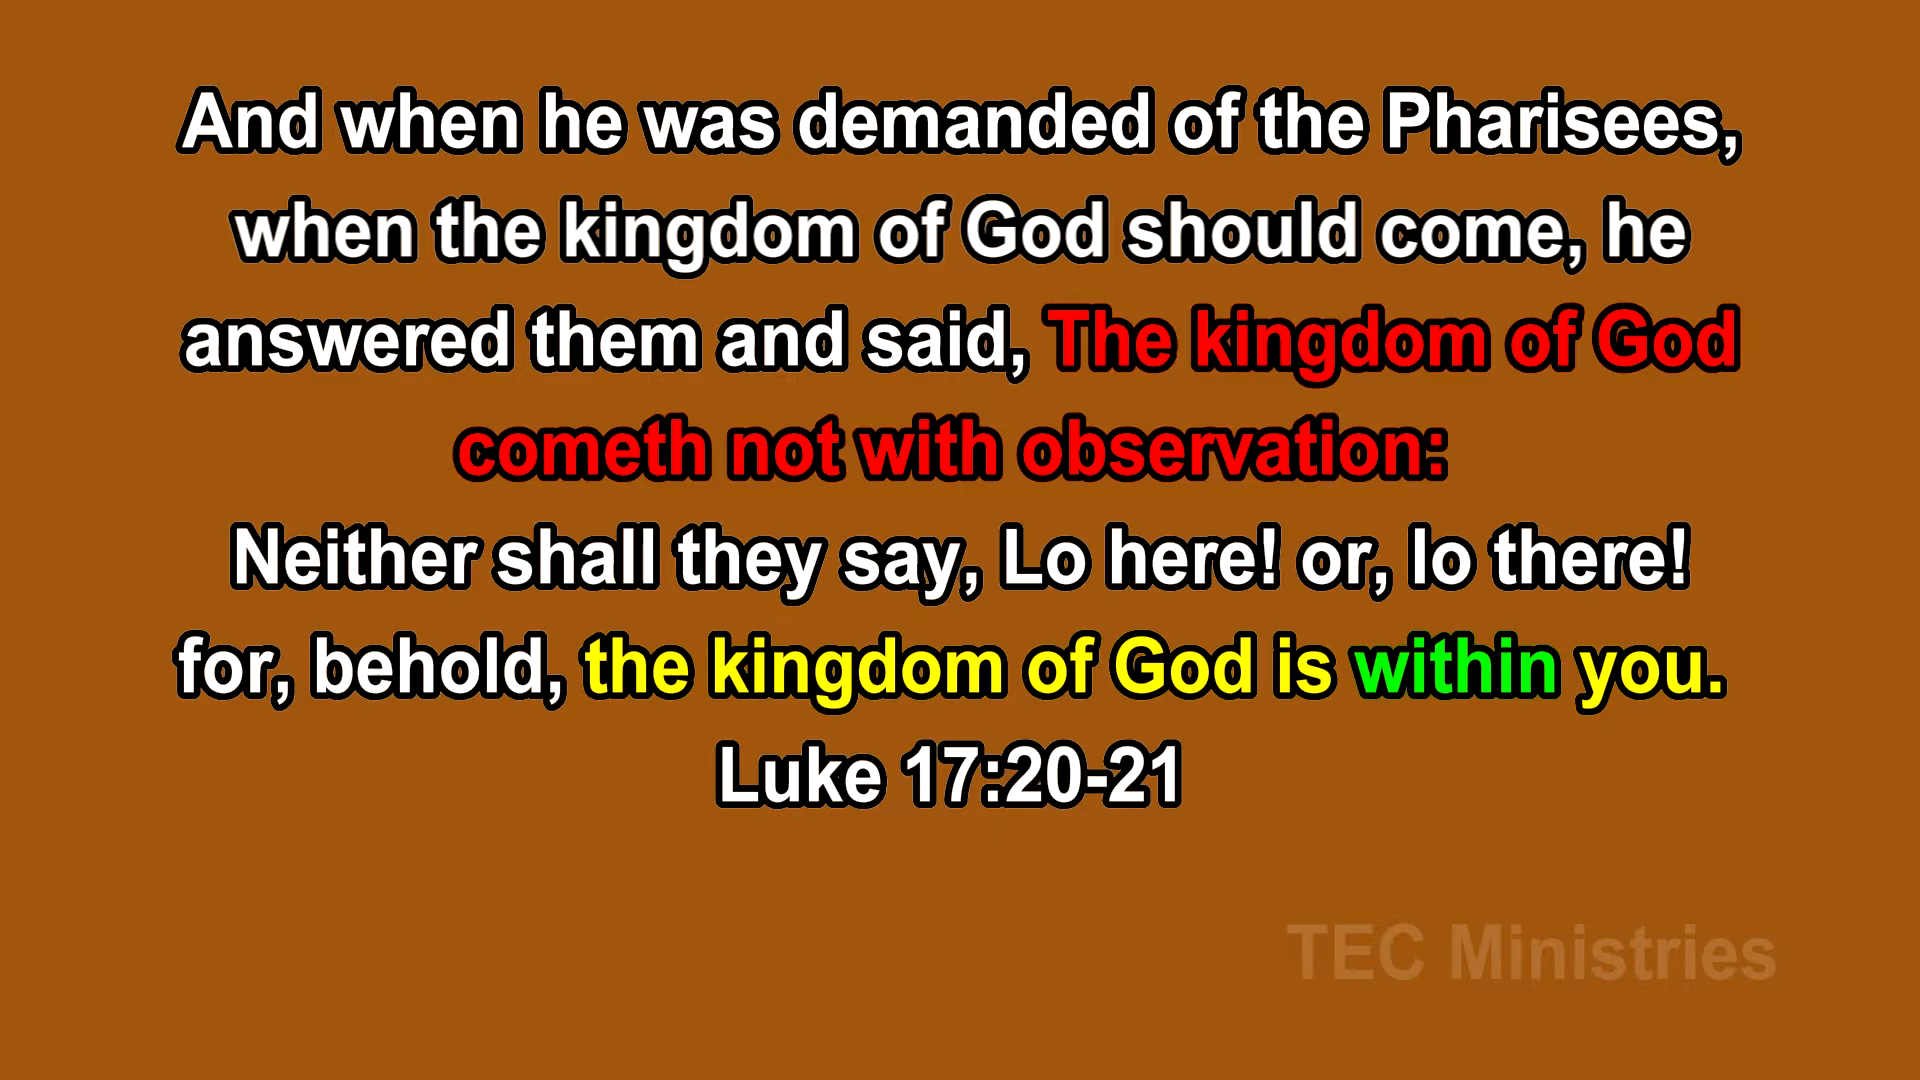 And when he was demanded of the Pharisees,
when the kingdom of God should come, he
answered them and said, The kingdom of God
cometh not with observation:
Neither shall they say, Lo here! or, lo there!
for, behold, the kingdom of God is within you.
Luke 17:20-21
TEC Ministries